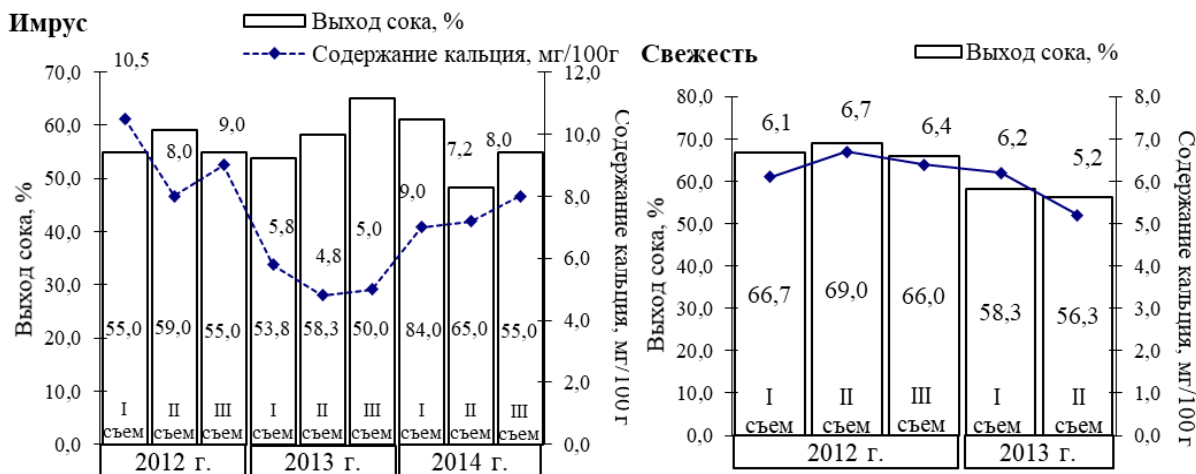 Имрус
Выход сока, %
Содержание кальция, мг/100г
70,0
60,0
50,0
40,0
30,0
20,0
10,0
0,0
Выход сока, %
12,0
10,0
8,0
6,0
4,0
2,0
0,0
Содержание кальция, мг/100 г
10,5
8,0
9,0
5,8
4,8
5,0
9,0
7,2
8,0
55,0
59,0
55,0
53,8
58,3
50,0
84,0
65,0
55,0
I съем
II съем
III съем
I съем
II съем
III съем
I съем
II съем
III съем
2012 г.
2013 г.
2014 г.
Свежесть
Выход сока, %
80,0
70,0
60,0
50,0
40,0
30,0
20,0
10,0
0,0
Выход сока, %
8,0
7,0
6,0
5,0
4,0
3,0
2,0
1,0
0,0
Содержание кальция, мг/100 г
6,1
6,7
6,4
6,2
5,2
66,7
69,0
66,0
58,3
56,3
I съем
II съем
III съем
I съем
II съем
2012 г.
2013 г.